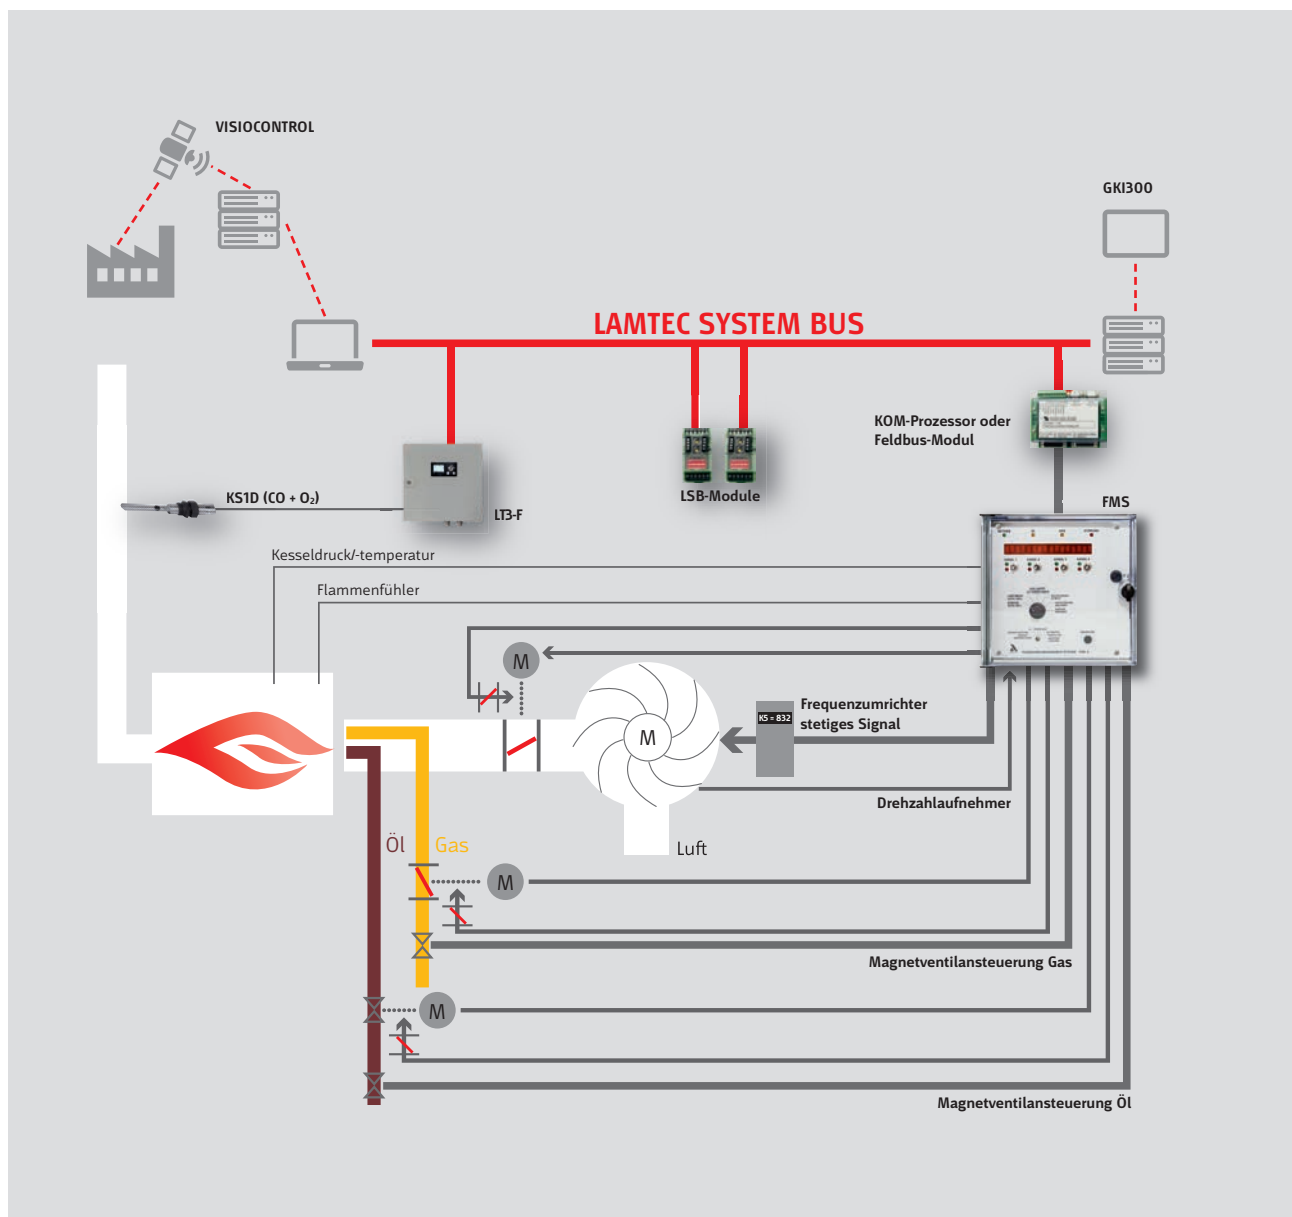 VISIOCONTROL
GKI300
LAMTEC SYSTEM BUS
KOM-Prozessor oder
Feldbus-Modul
KS1D (CO + O₂)
LT3-F
LSB-Module
FMS
Kesseldruck/-temperatur
Flammenfühler
M
Frequenzumrichter
stetiges Signal
K5 = 832
M
Drehzahlaufnehmer
Öl
Gas
Luft
M
Magnetventilansteuerung Gas
M
Magnetventilansteuerung Öl